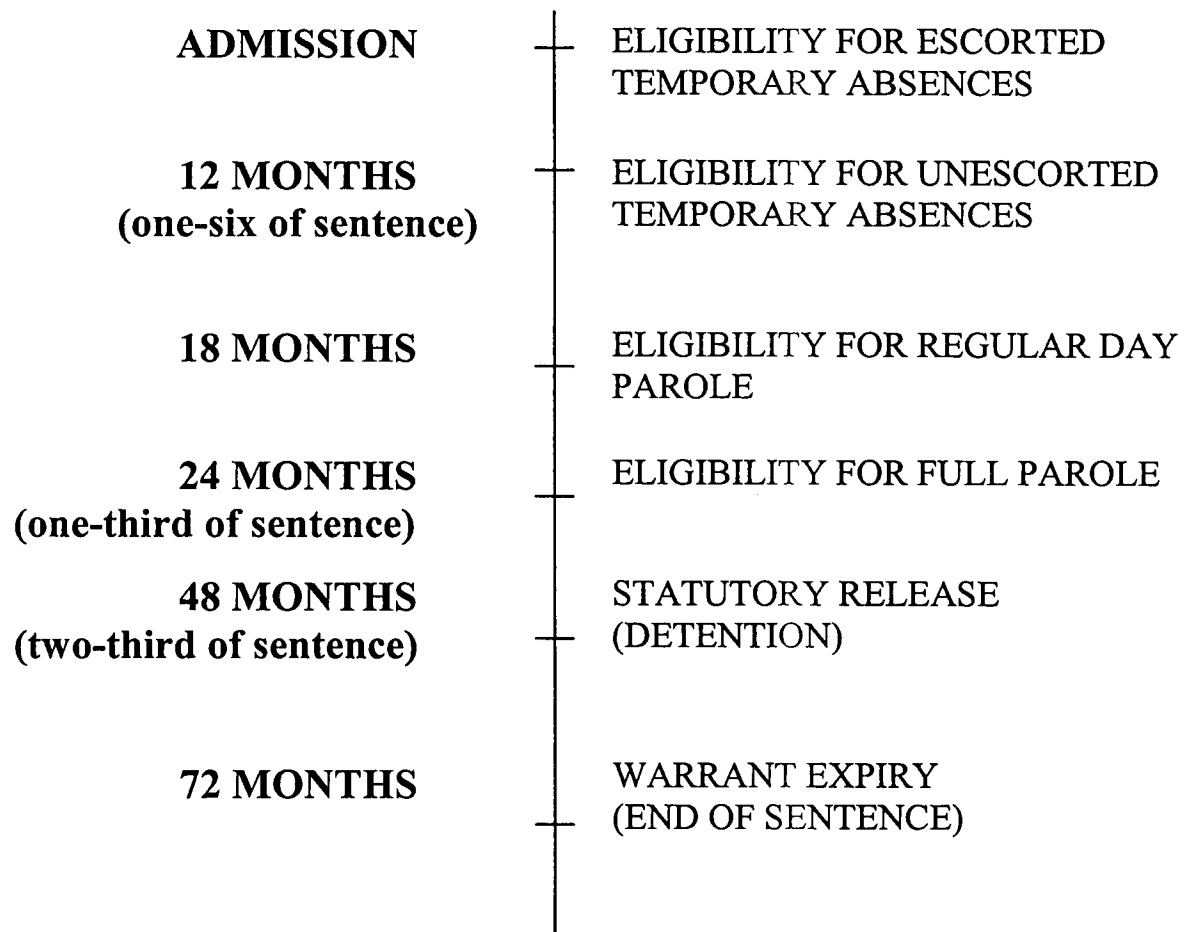 ADMISSION
ELIGIBILITY FOR ESCORTED
TEMPORARY ABSENCES
12 MONTHS
(one-six of sentence)
ELIGIBILITY FOR UNESCORTED
TEMPORARY ABSENCES
18 MONTHS
ELIGIBILITY FOR REGULAR DAY
PAROLE
24 MONTHS
(one-third of sentence)
ELIGIBILITY FOR FULL PAROLE
48 MONTHS
(two-third of sentence)
STATUTORY RELEASE
(DETENTION)
72 MONTHS
WARRANT EXPIRY
(END OF SENTENCE)